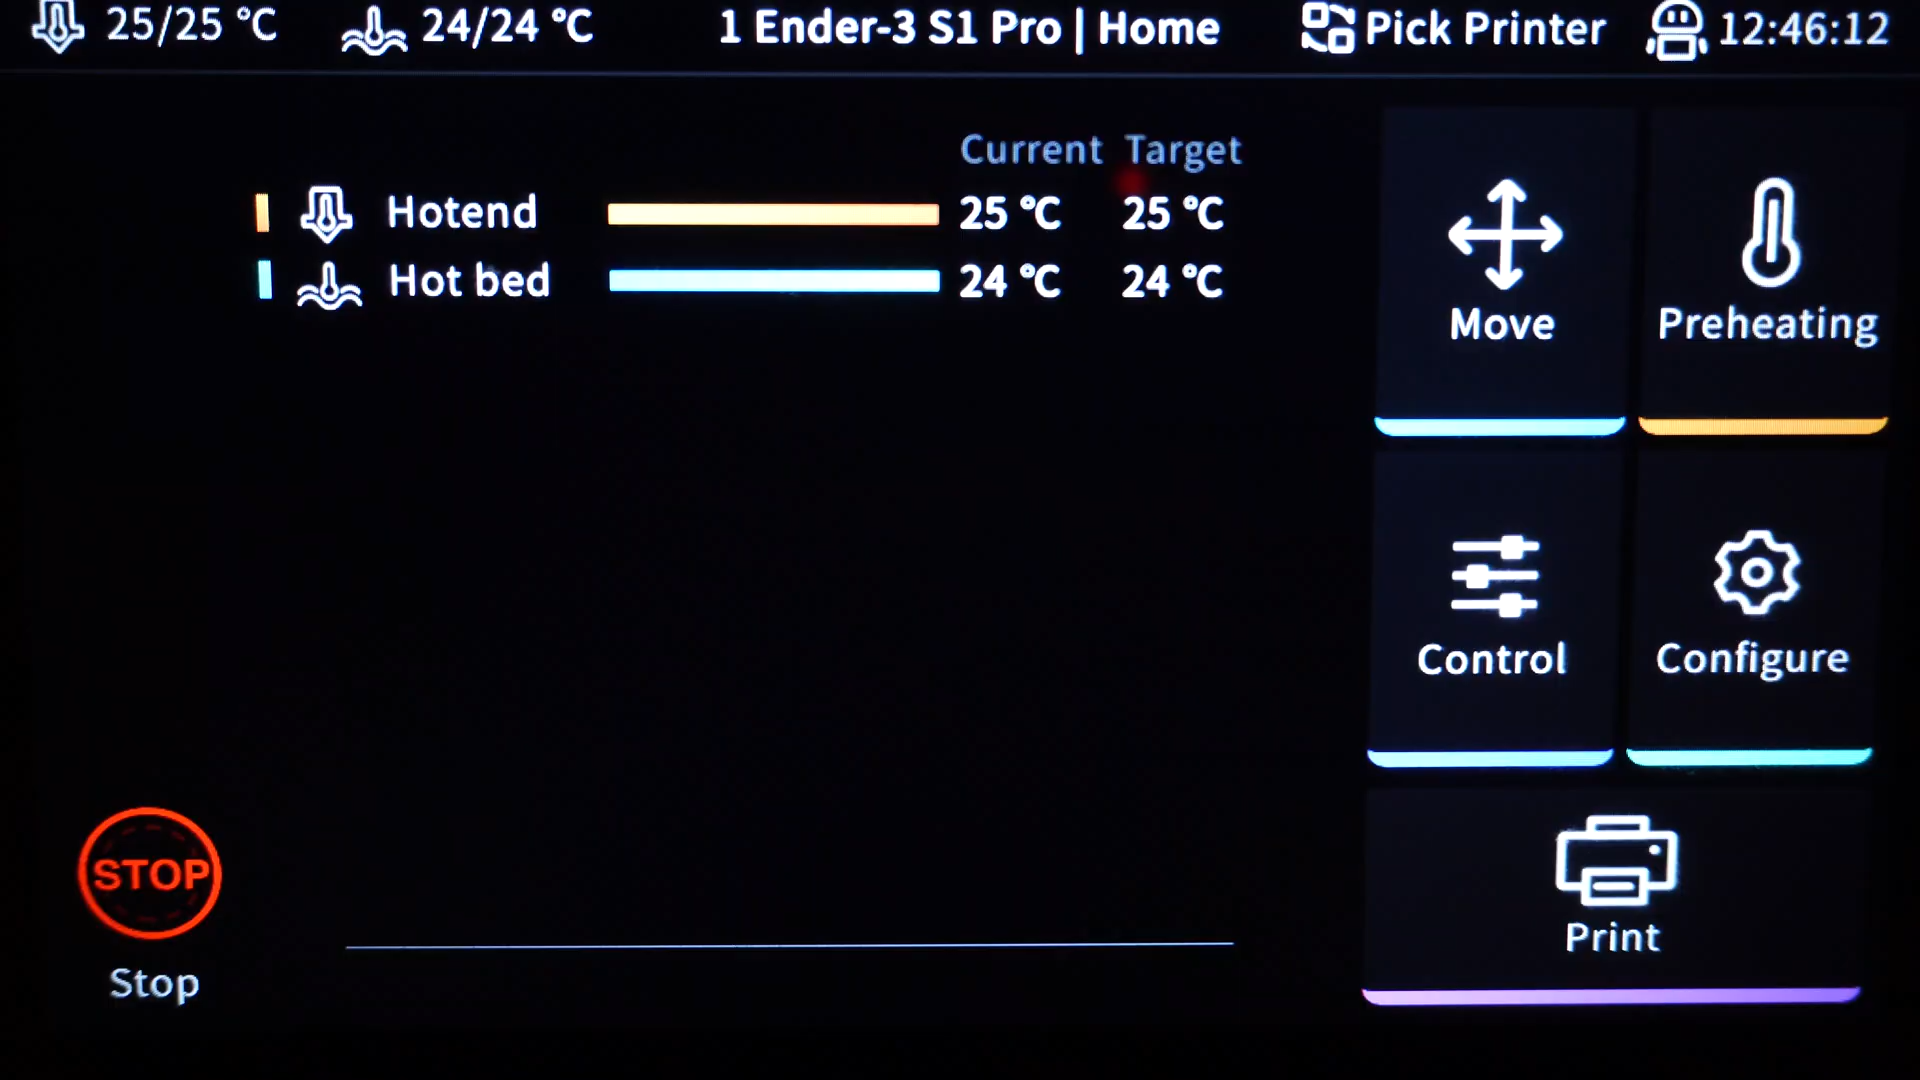 25/25 °C 24/24 °C 1 Ender-3 S1 Pro | Home Pick Printer 12:46:12
Current Target
Hotend 25 °C 25 °C
Hot bed 24 °C 24 °C
Move
Preheating
Control
Configure
STOP
Stop
Print